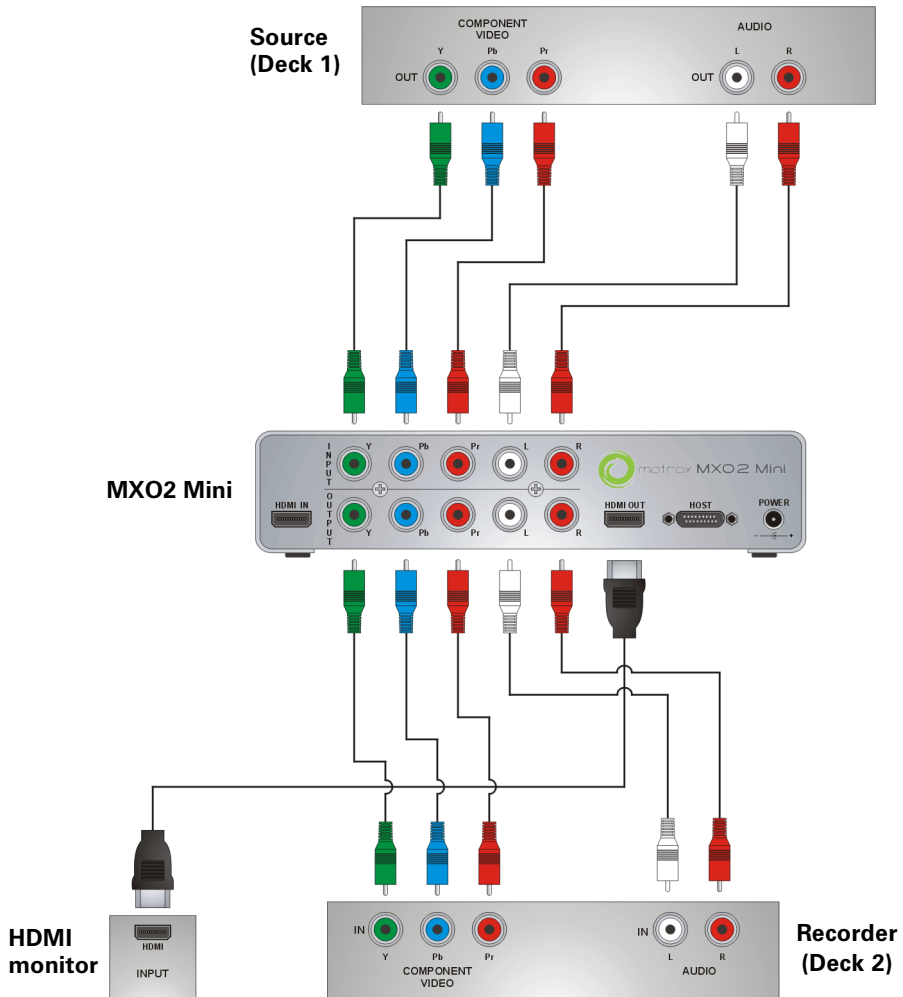 Source
(Deck 1)
COMPONENT
VIDEO
AUDIO
Y Pb Pr L R
OUT OUT
MXO2 Mini
INPUT
Y Pb Pr L R
matrox MXO2 Mini
HDMI IN
OUTPUT
Y Pb Pr L R
HDMI OUT
HOST
POWER
- +
HDMI
monitor
HDMI
INPUT
IN IN
Y Pb Pr L R
COMPONENT
VIDEO
AUDIO
Recorder
(Deck 2)